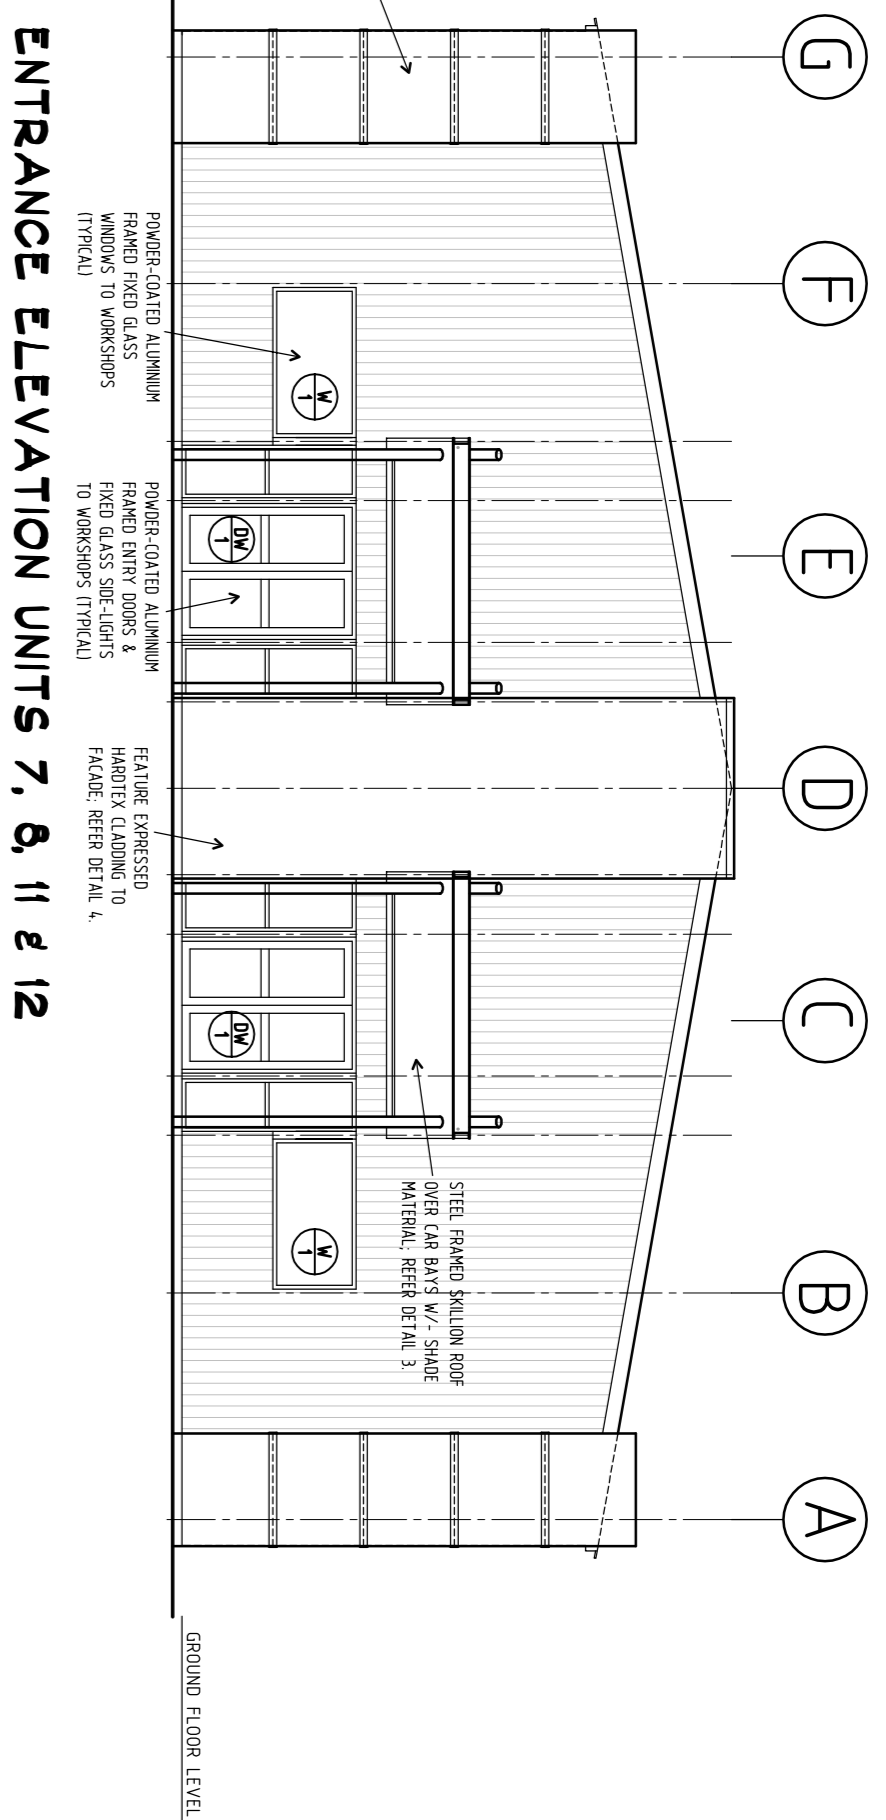 G
F
E
D
C
B
A
STEEL FRAMED SKILLION ROOF
OVER CAR BAYS W/- SHADE
MATERIAL; REFER DETAIL 3.
W
1
DW
1
DW
1
W
1
GROUND FLOOR LEVEL
POWDER-COATED ALUMINIUM
FRAMED FIXED GLASS
WINDOWS TO WORKSHOPS
(TYPICAL)
POWDER-COATED ALUMINIUM
FRAMED ENTRY DOORS &
FIXED GLASS SIDE-LIGHTS
TO WORKSHOPS (TYPICAL)
FEATURE EXPRESSED
HARDTEX CLADDING TO
FACADE; REFER DETAIL 4.
ENTRANCE ELEVATION UNITS 7, 8, 11 & 12